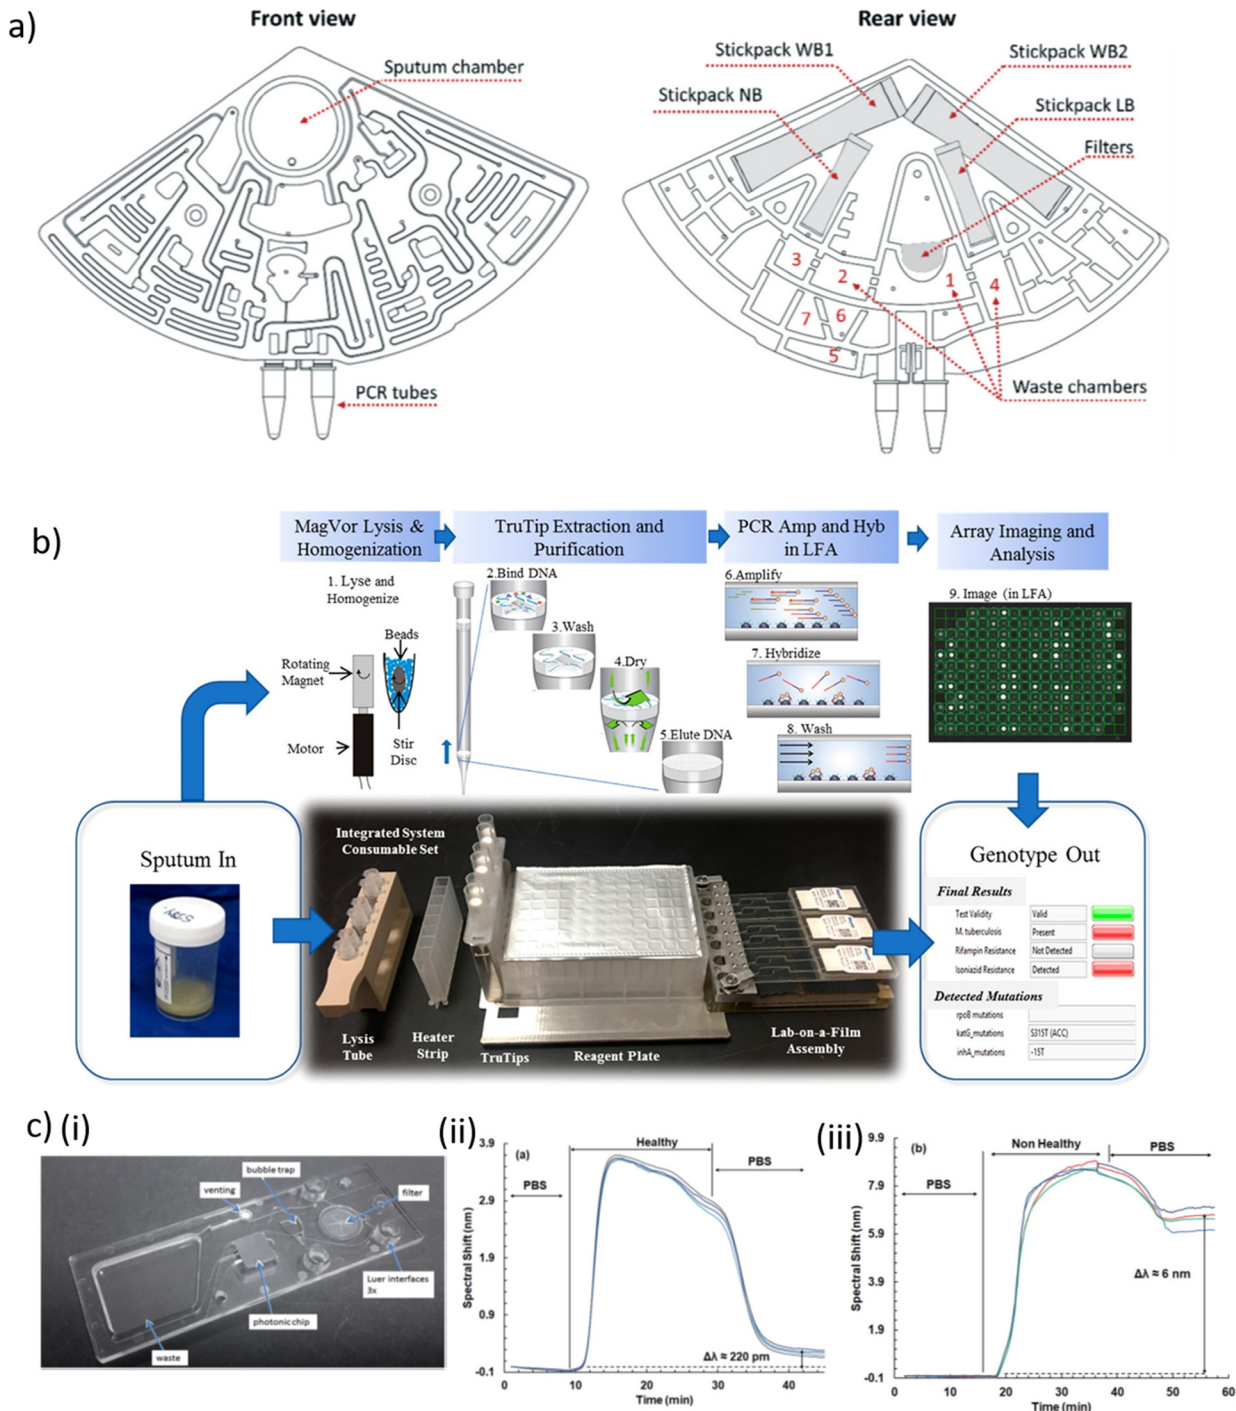 a)
Front view
Sputum chamber
PCR tubes
Rear view
Stickpack WB1
Stickpack WB2
Stickpack NB
Stickpack LB
Filters
3
2
1
4
7
6
5
Waste chambers
b)
MagVor Lysis &
Homogenization
TruTip Extraction and
Purification
PCR Amp and Hyb
in LFA
Array Imaging and
Analysis
1. Lyse and
Homogenize
Beads
Rotating
Magnet
Motor
Stir
Disc
2.Bind DNA
3.Wash
4.Dry
5.Elute DNA
6.Amplify
7. Hybridize
8. Wash
9. Image (in LFA)
Sputum In
Integrated System
Consumable Set
Lysis
Tube
Heater
Strip
TruTips
Reagent Plate
Lab-on-a-Film
Assembly
Genotype Out
Final Results
Test Validity
Valid
M. tuberculosis
Present
Rifampin Resistance
Not Detected
Isoniazid Resistance
Detected
Detected Mutations
rpoB mutations
katG_mutations
S315T (ACC)
inhA_mutations
-15T
c) (i)
bubble trap
venting
filter
Luer interfaces
3x
photonic chip
waste
(ii)
(a)
Healthy
PBS
PBS
Δλ ≈ 220 pm
Spectral Shift (nm)
3.9
2.9
1.9
0.9
-0.1
0
10
20
30
40
Time (min)
(iii)
(b)
Non Healthy
PBS
PBS
Δλ ≈ 6 nm
Spectral Shift (nm)
9.9
7.9
5.9
3.9
1.9
-0.1
0
10
20
30
40
50
60
Time (min)